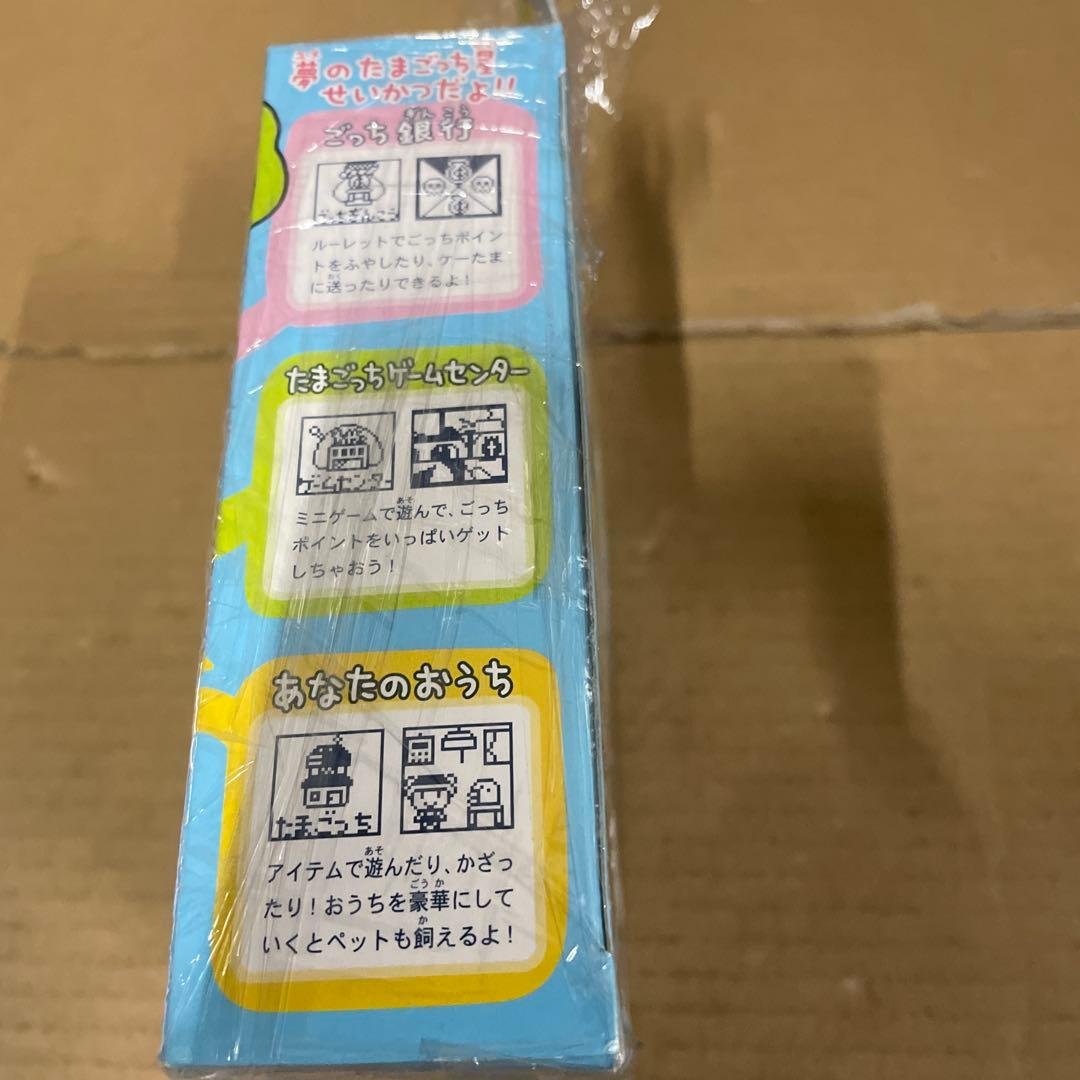 夢のたまごっち星
せいかつだよ!!
ごっち銀行
ごっちぎんこう
ルーレットでごっちポイン
トをふやしたり、ケーたま
に送ったりできるよ!
たまごっちゲームセンター
ゲームセンター
ミニゲームで遊んで、ごっち
ポイントをいっぱいゲット
しちゃおう!
あなたのおうち
たまごっち
アイテムで遊んだり、かざっ
たり!おうちを豪華にして
いくとペットも飼えるよ!